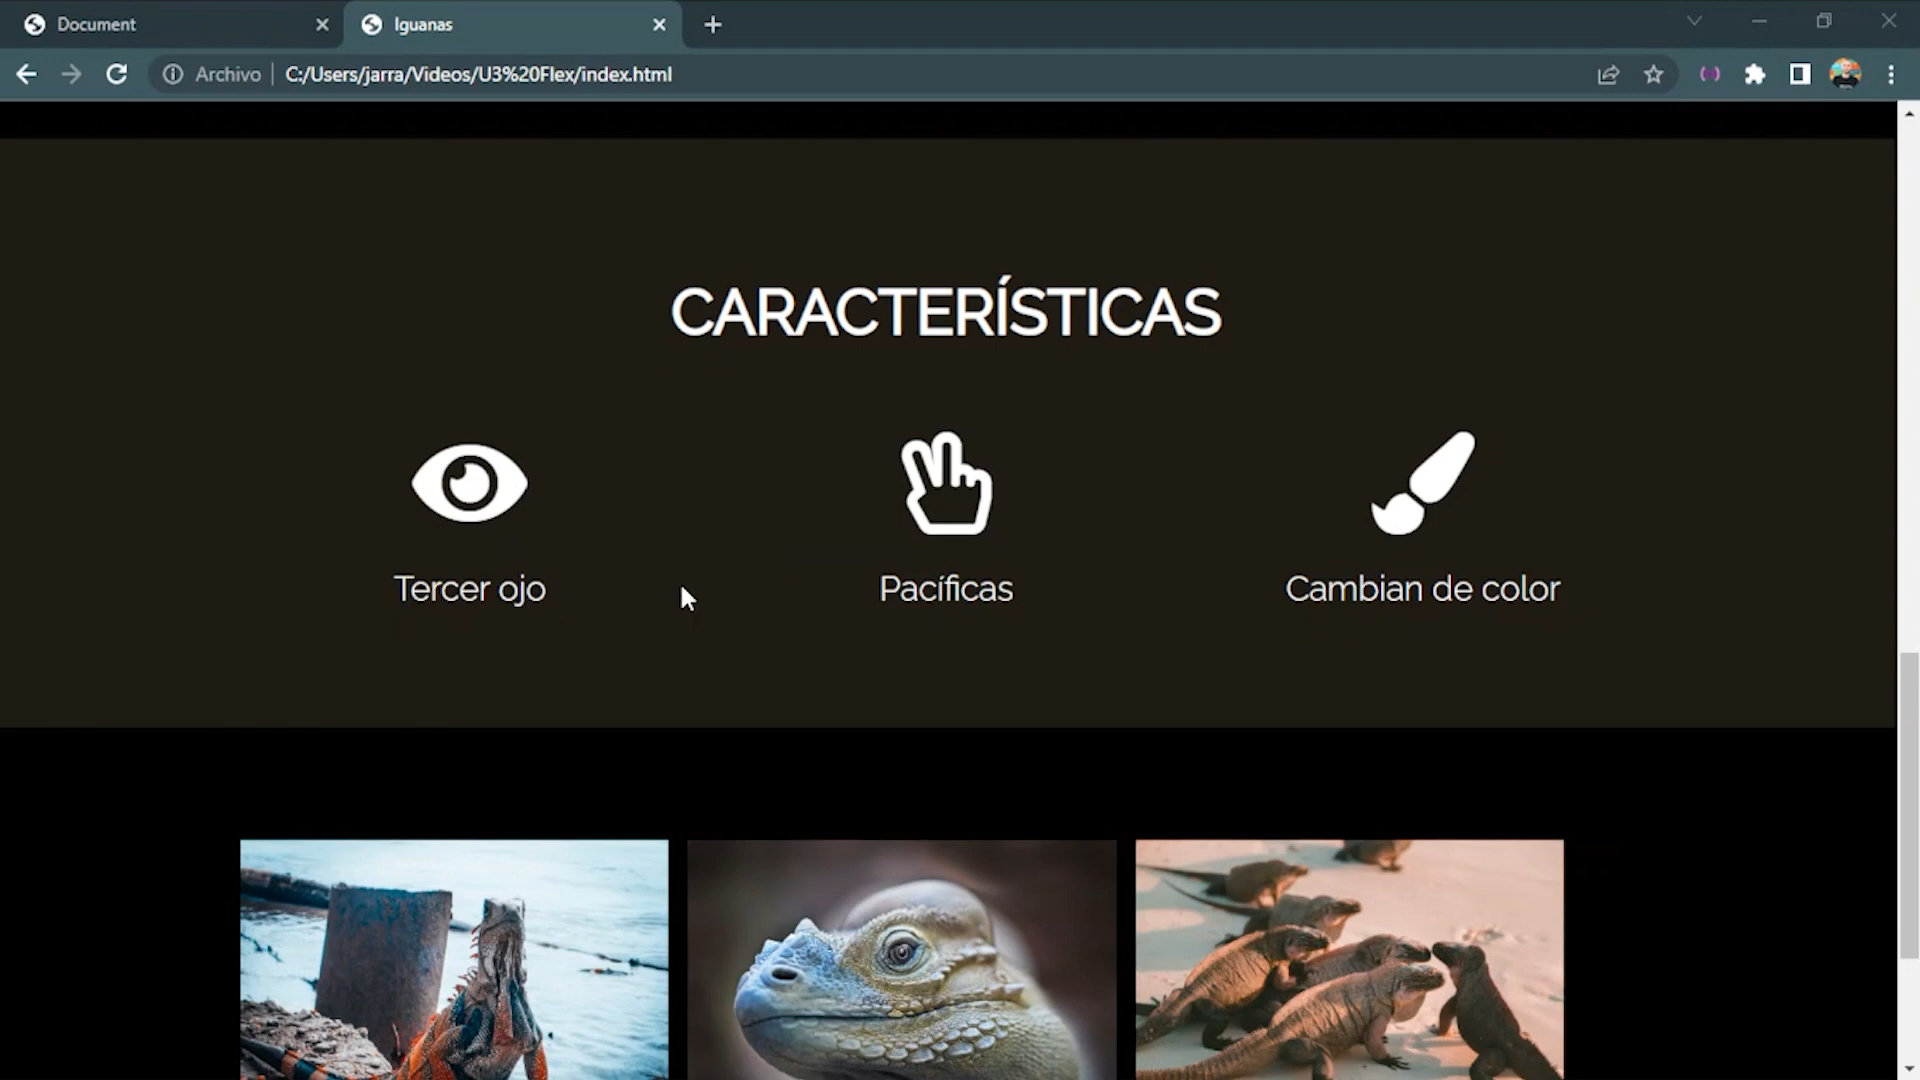 Document
Iguanas
Archivo
C:/Users/jarra/Videos/U3%20Flex/index.html
CARACTERÍSTICAS
Tercer ojo
Pacíficas
Cambian de color